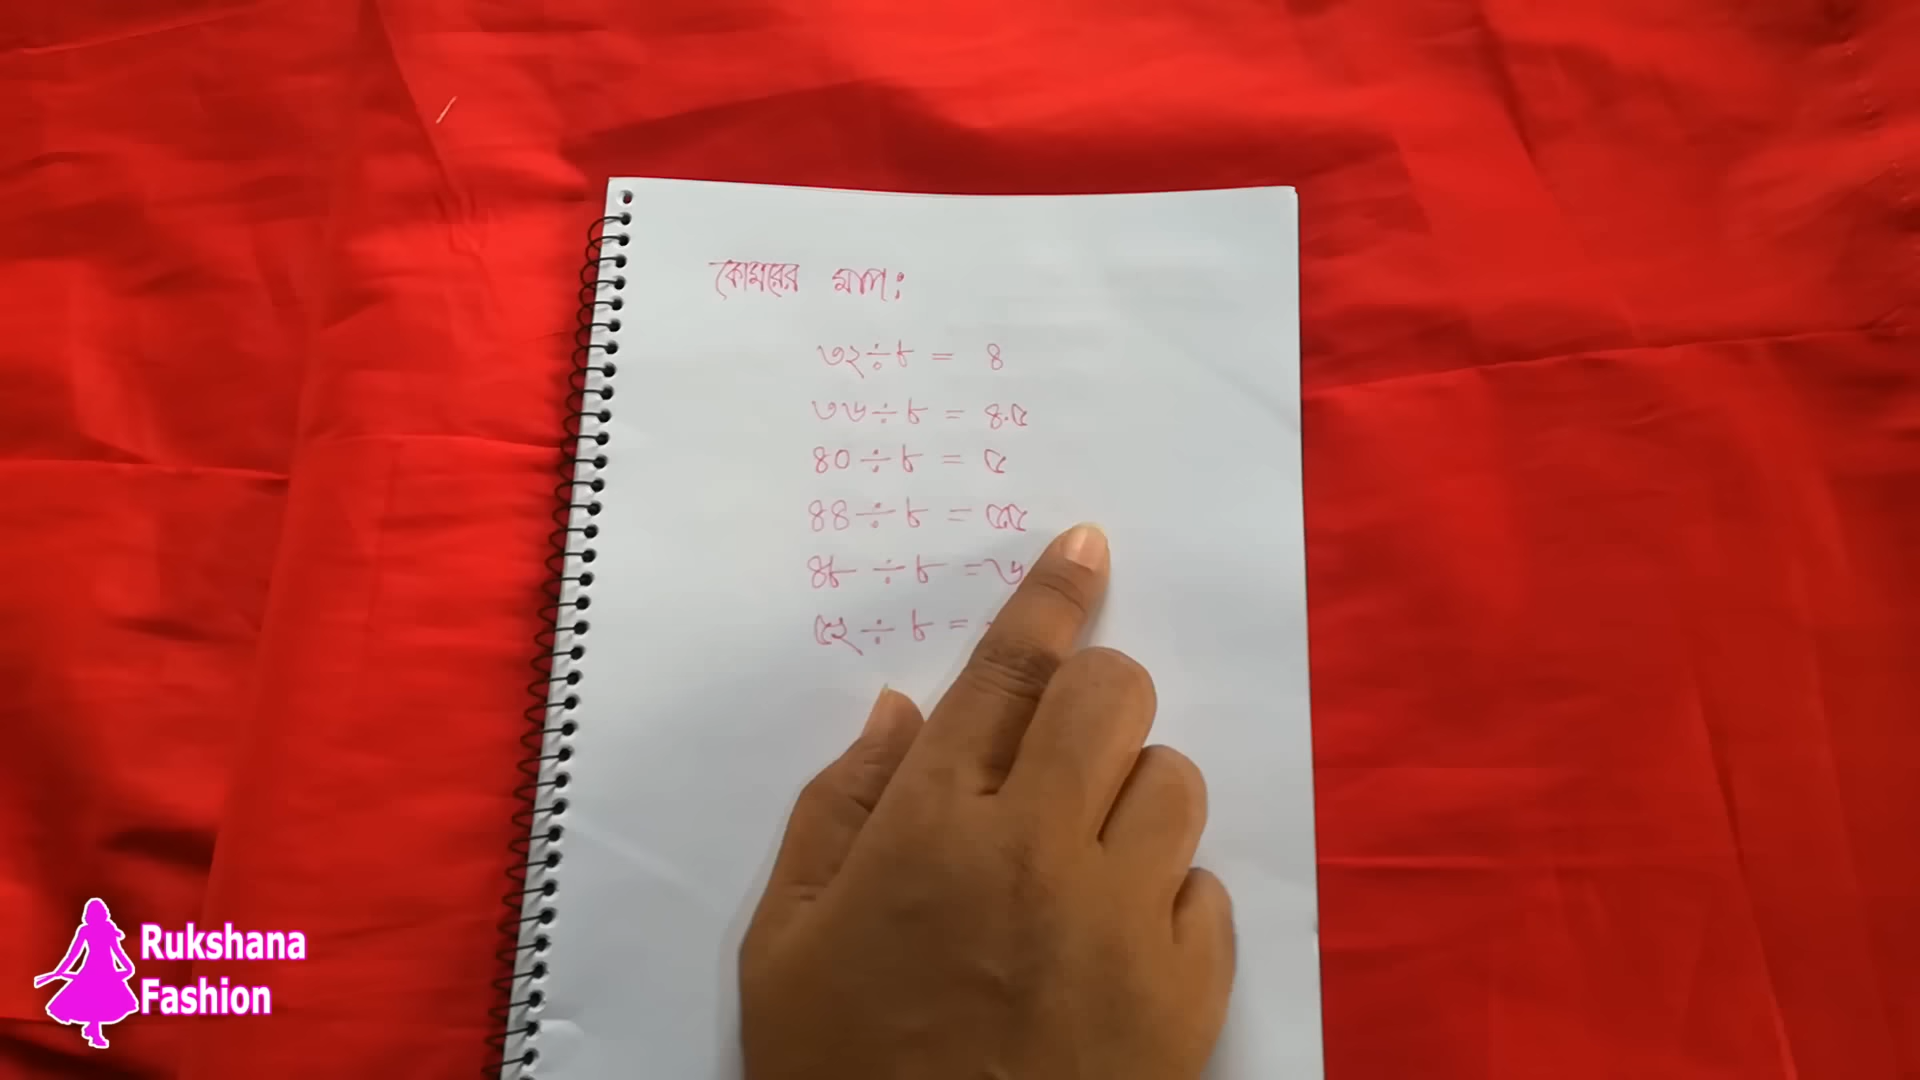 কোমরের মাপ:
৩২÷৮ = ৪
৩৬÷৮ = ৪.৫
৪০÷৮ = ৫
৪৪÷৮ = ৫.৫
৪৮÷৮ =৬
৫২÷৮ =
Rukshana
Fashion